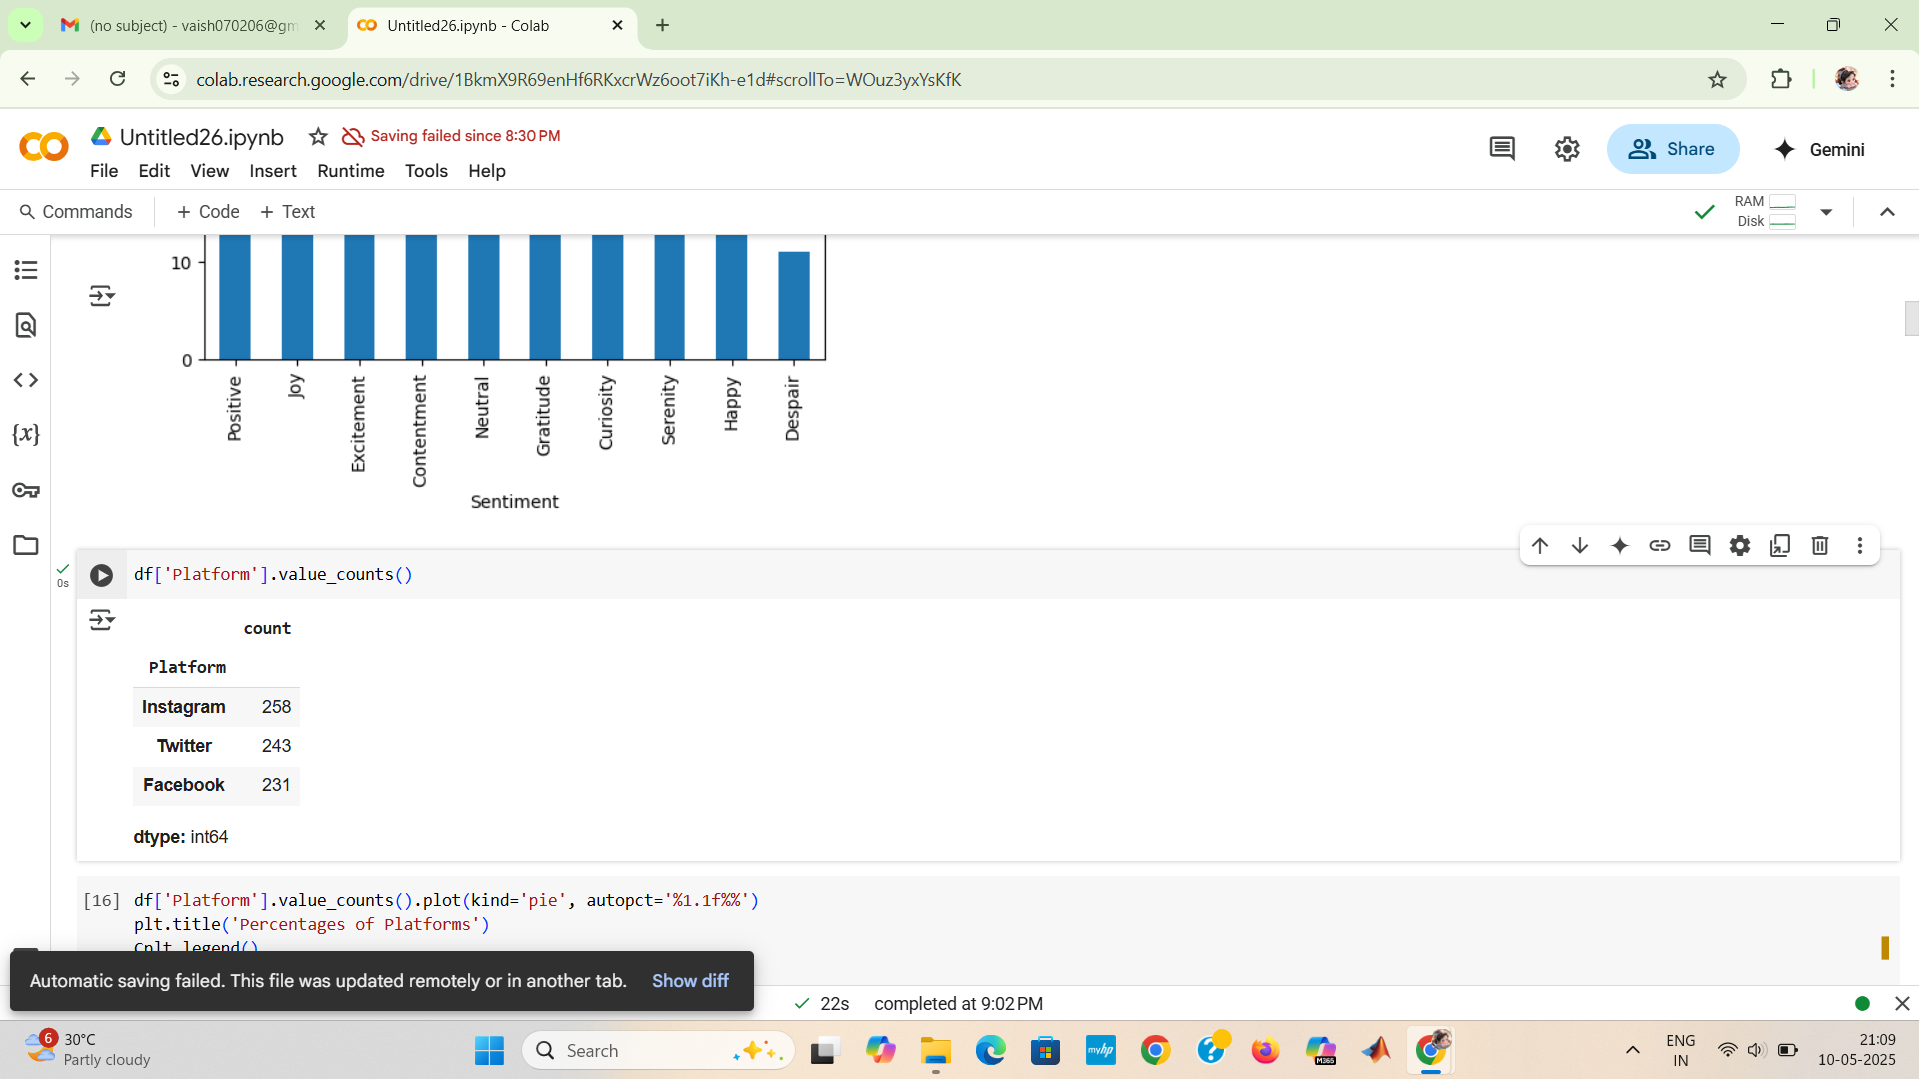 (no subject) - vaish070206@gm
Untitled26.ipynb - Colab
colab.research.google.com/drive/1BkmX9R69enHf6RKxcrWz6oot7iKh-e1d#scrollTo=WOuz3yxYsKfK
Untitled26.ipynb
Saving failed since 8:30 PM
File Edit View Insert Runtime Tools Help
Share
Gemini
Commands
+ Code + Text
RAM
Disk
{x}
10
0
Positive
Joy
Excitement
Contentment
Neutral
Gratitude
Curiosity
Serenity
Happy
Despair
Sentiment
0s
df['Platform'].value_counts()
count
Platform
Instagram 258
Twitter 243
Facebook 231
dtype: int64
[16] df['Platform'].value_counts().plot(kind='pie', autopct='%1.1f%%')
plt.title('Percentages of Platforms')
Cplt.legend()
Automatic saving failed. This file was updated remotely or in another tab. Show diff
22s completed at 9:02 PM
6
30°C
Partly cloudy
Search
myhp
M365
ENG
IN
21:09
10-05-2025